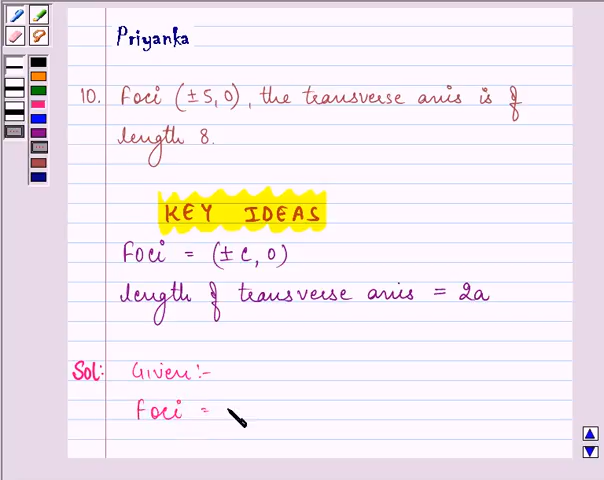 Priyanka
10. Foci (±5,0), the transverse axis is of
length 8.
KEY IDEAS
Foci = (±c,0)
length of transverse axis = 2a
Sol: Given:-
Foci =